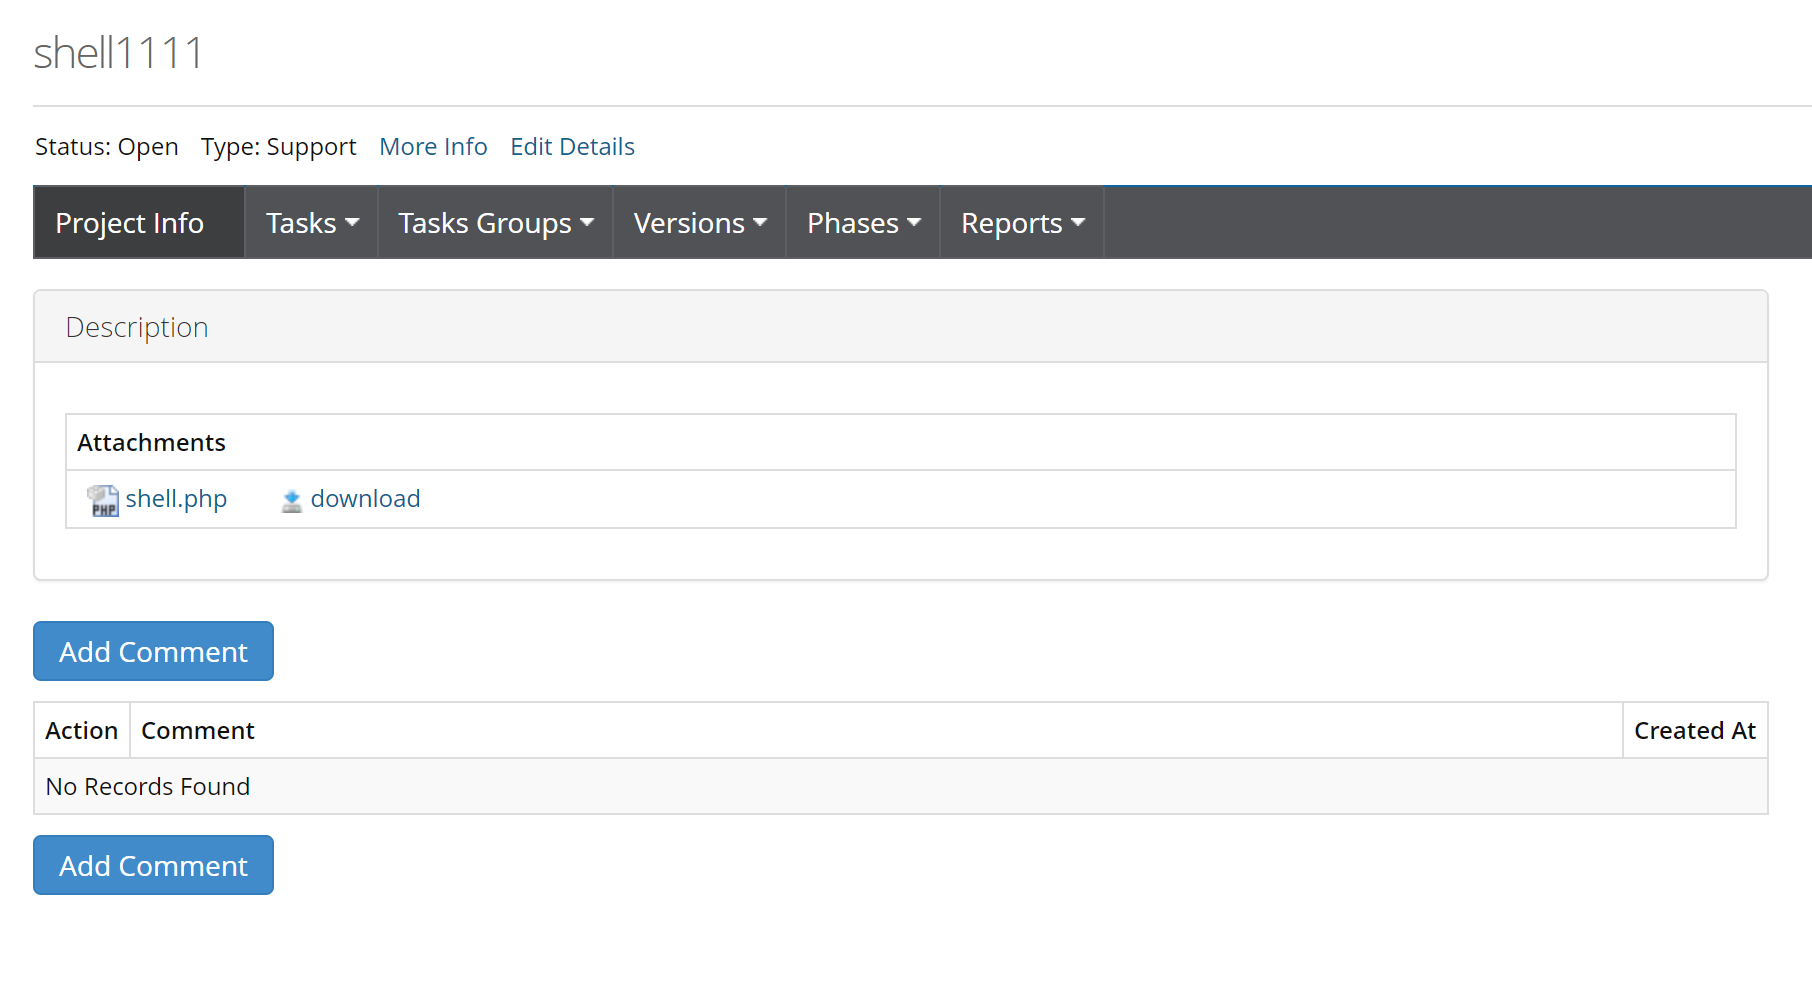 shell1111
Status: Open Type: Support More Info Edit Details
Project Info Tasks Tasks Groups Versions Phases Reports
Description
Attachments
PHP shell.php download
Add Comment
Action Comment Created At
No Records Found
Add Comment